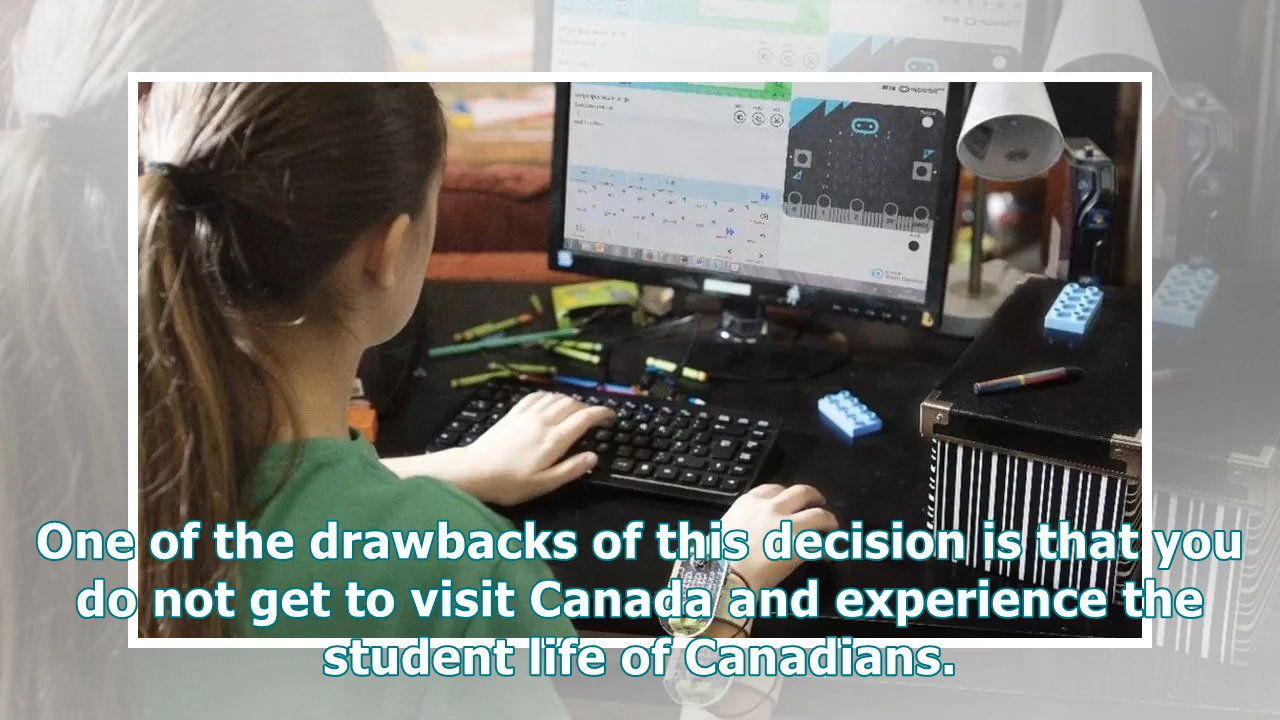 One of the drawbacks of this decision is that you
do not get to visit Canada and experience the
student life of Canadians.